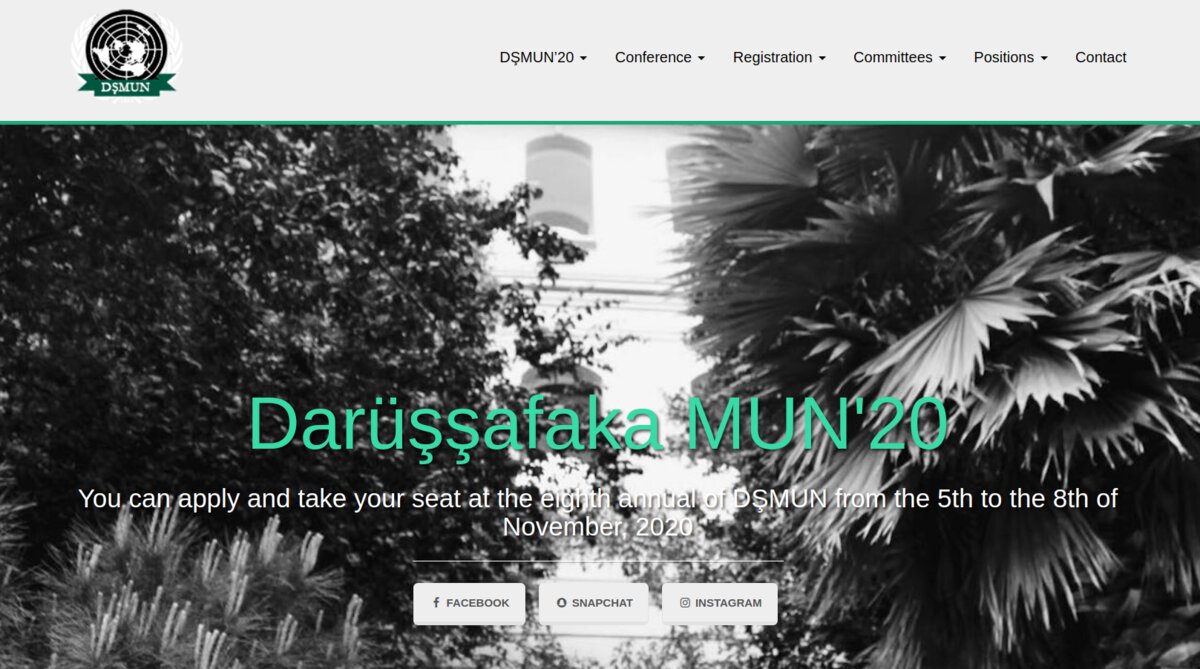 DŞMUN
DŞMUN'20
Conference
Registration
Committees
Positions
Contact
Darüşşafaka MUN'20
You can apply and take your seat at the eighth annual of DŞMUN from the 5th to the 8th of
November, 2020
FACEBOOK
SNAPCHAT
INSTAGRAM